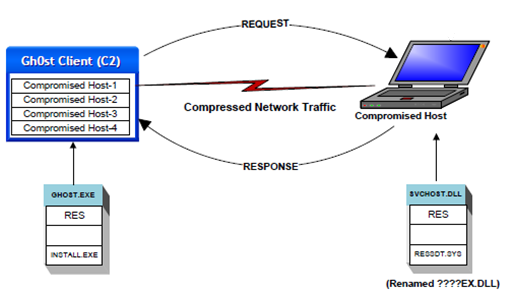 REQUEST
Gh0st Client (C2)
Compromised Host-1
Compromised Host-2
Compromised Host-3
Compromised Host-4
Compressed Network Traffic
Compromised Host
RESPONSE
GHOST.EXE
RES
INSTALL.EXE
SVCHOST.DLL
RES
RESSDT.SYS
(Renamed ????EX.DLL)